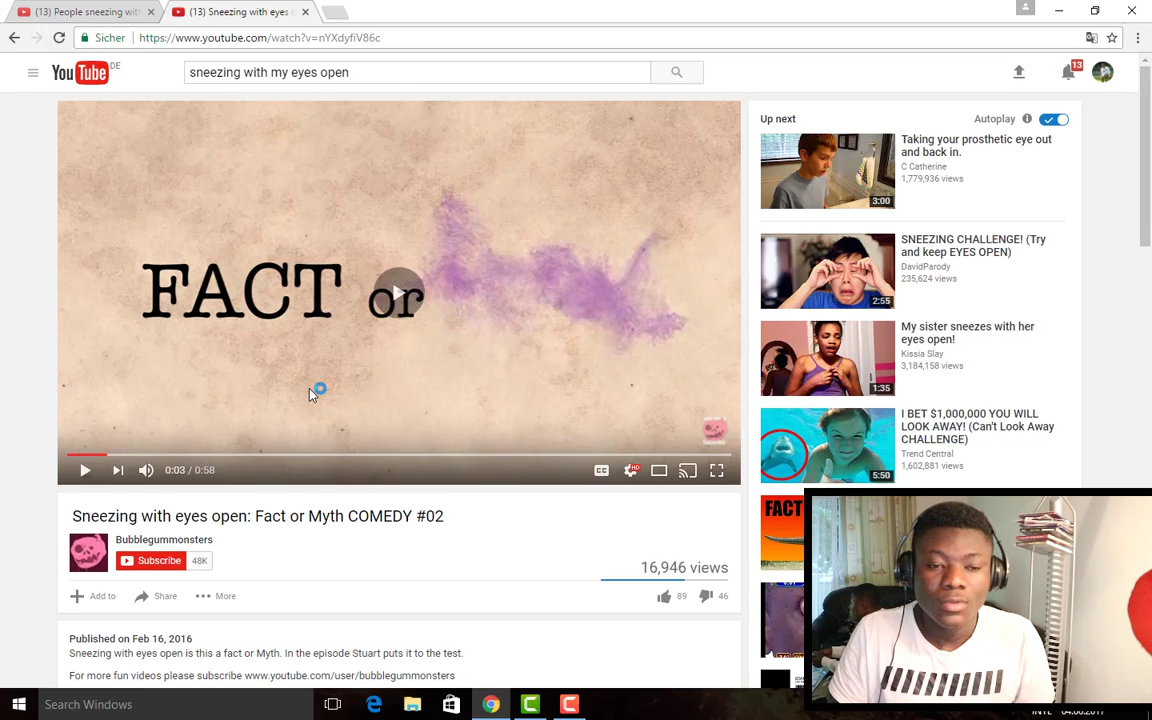 (13) People sneezing wit
(13) Sneezing with eyes
Sicher
https://www.youtube.com/watch?v=nYXdyfiV86c
YouTube DE
sneezing with my eyes open
13
FACT or
0:03 / 0:58
CC
HD
Sneezing with eyes open: Fact or Myth COMEDY #02
Bubblegummonsters
Subscribe
48K
16,946 views
Add to
Share
More
89
46
Published on Feb 16, 2016
Sneezing with eyes open is this a fact or Myth. In the episode Stuart puts it to the test.
For more fun videos please subscribe www.youtube.com/user/bubblegummonsters
Up next
Autoplay
Taking your prosthetic eye out
and back in.
C Catherine
1,779,936 views
3:00
SNEEZING CHALLENGE! (Try
and keep EYES OPEN)
DavidParody
235,624 views
2:55
My sister sneezes with her
eyes open!
Kissia Slay
3,184,158 views
1:35
I BET $1,000,000 YOU WILL
LOOK AWAY! (Can't Look Away
CHALLENGE)
Trend Central
1,602,881 views
5:50
FACT
Search Windows